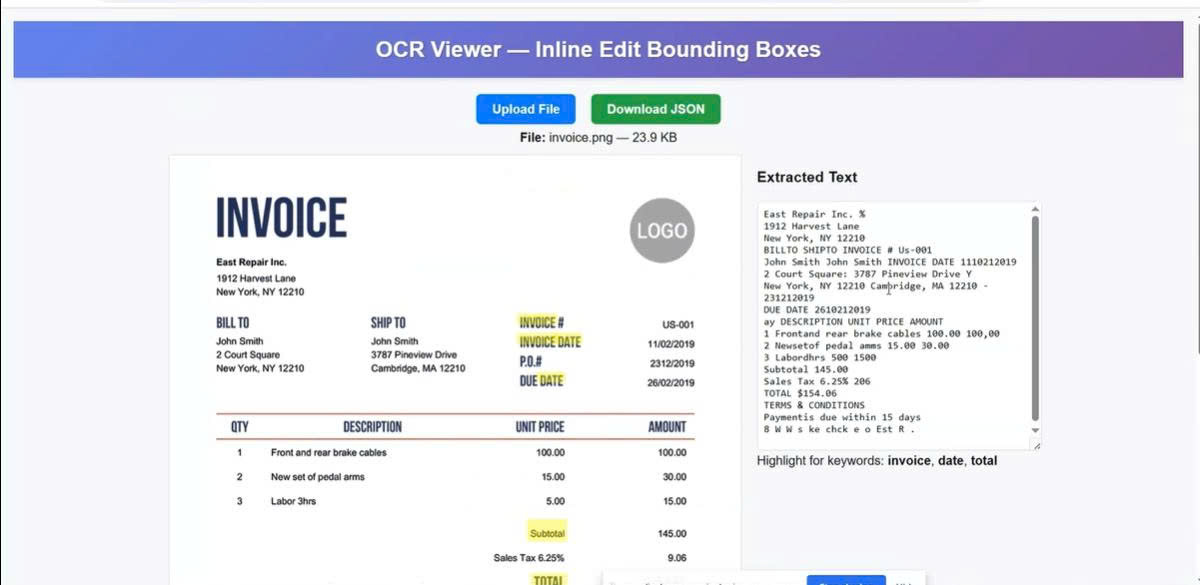 OCR Viewer — Inline Edit Bounding Boxes
Upload File Download JSON
File: invoice.png — 23.9 KB
INVOICE
LOGO
East Repair Inc.
1912 Harvest Lane
New York, NY 12210
BILL TO SHIP TO INVOICE # US-001
John Smith John Smith INVOICE DATE 11/02/2019
2 Court Square 3787 Pineview Drive P.O.# 2312/2019
New York, NY 12210 Cambridge, MA 12210 DUE DATE 26/02/2019
QTY DESCRIPTION UNIT PRICE AMOUNT
1 Front and rear brake cables 100.00 100.00
2 New set of pedal arms 15.00 30.00
3 Labor 3hrs 5.00 15.00
Subtotal 145.00
Sales Tax 6.25% 9.06
TOTAL
Extracted Text
East Repair Inc. %
1912 Harvest Lane
New York, NY 12210
BILLTO SHIPTO INVOICE # Us-001
John Smith John Smith INVOICE DATE 1110212019
2 Court Square: 3787 Pineview Drive Y
New York, NY 12210 Cambridge, MA 12210 -
231212019
DUE DATE 2610212019
ay DESCRIPTION UNIT PRICE AMOUNT
1 Frontand rear brake cables 100.00 100,00
2 Newsetof pedal amms 15.00 30.00
3 Labordhrs 500 1500
Subtotal 145.00
Sales Tax 6.25% 206
TOTAL $154.06
TERMS & CONDITIONS
Paymentis due within 15 days
8 W W s ke chck e o Est R .
Highlight for keywords: invoice, date, total